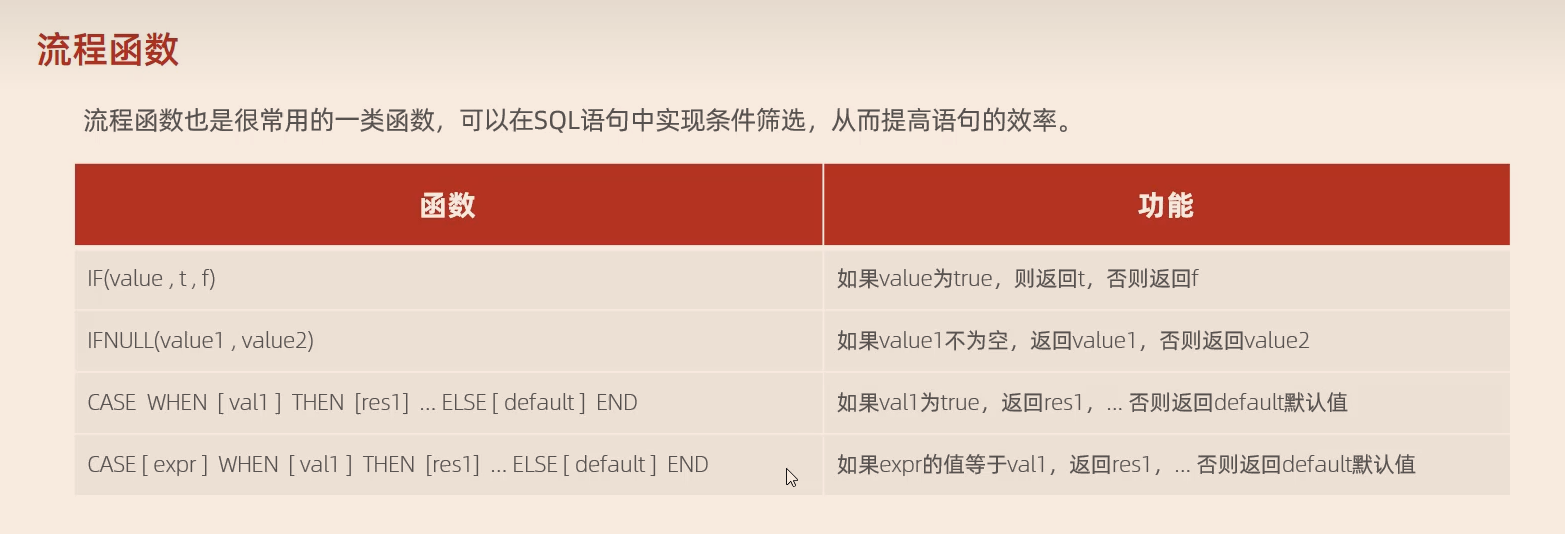 流程函数
流程函数也是很常用的一类函数，可以在SQL语句中实现条件筛选，从而提高语句的效率。
函数 功能
IF(value , t , f) 如果value为true，则返回t，否则返回f
IFNULL(value1 , value2) 如果value1不为空，返回value1，否则返回value2
CASE WHEN [ val1 ] THEN [res1] ... ELSE [ default ] END 如果val1为true，返回res1，... 否则返回default默认值
CASE [ expr ] WHEN [ val1 ] THEN [res1] ... ELSE [ default ] END 如果expr的值等于val1，返回res1，... 否则返回default默认值